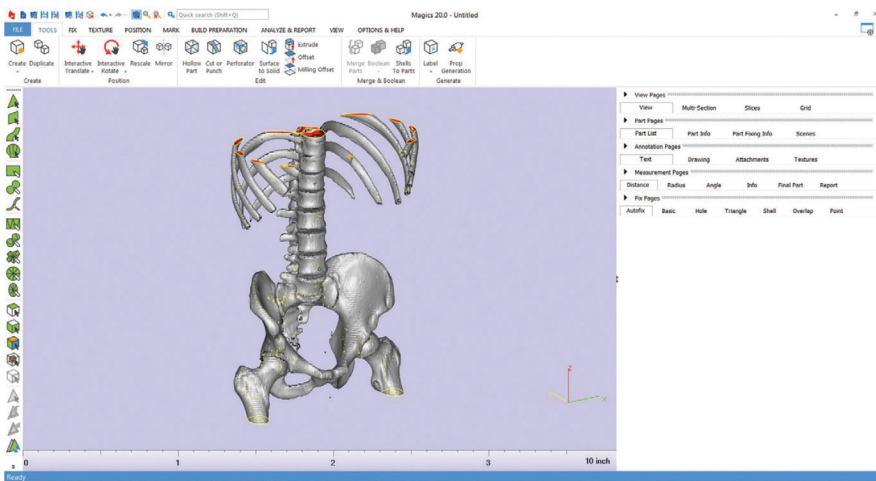 Quick search (Shift+Q)
Magics 20.0 - Untitled
FILE TOOLS FIX TEXTURE POSITION MARK BUILD PREPARATION ANALYZE & REPORT VIEW OPTIONS & HELP
Create Duplicate
Interactive Translate Interactive Rotate Rescale Mirror
Hollow Part Cut or Punch Perforator Surface to Solid
Extrude
Offset
Milling Offset
Merge Parts Boolean Shells To Parts
Label Prop Generation
Create Position Edit Merge & Boolean Generate
View Pages
View Multi-Section Slices Grid
Part Pages
Part List Part Info Part Fixing Info Scenes
Annotation Pages
Text Drawing Attachments Textures
Measurement Pages
Distance Radius Angle Info Final Part Report
Fix Pages
Autofix Basic Hole Triangle Shell Overlap Point
Z
X
0 1 2 3 10 inch
Ready